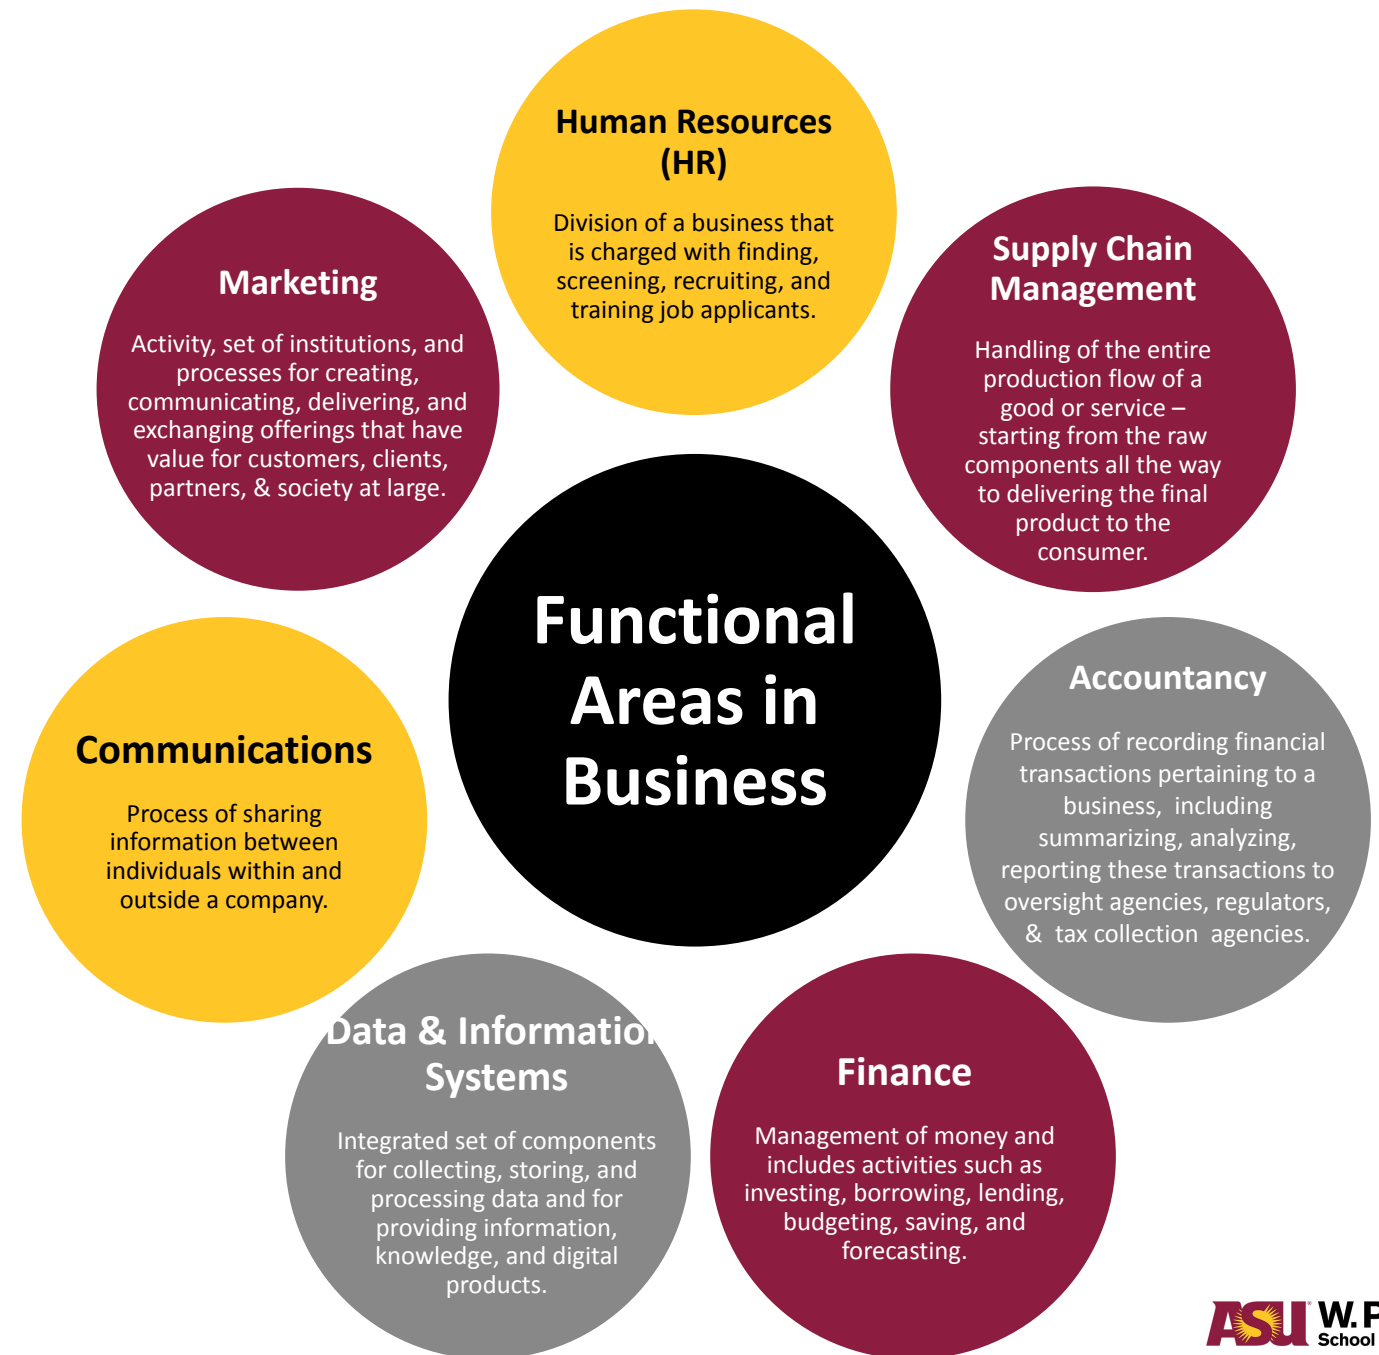 Human Resources
(HR)
Division of a business that
is charged with finding,
screening, recruiting, and
training job applicants.
Supply Chain
Management
Handling of the entire
production flow of a
good or service –
starting from the raw
components all the way
to delivering the final
product to the
consumer.
Accountancy
Process of recording financial
transactions pertaining to a
business, including
summarizing, analyzing,
reporting these transactions to
oversight agencies, regulators,
& tax collection agencies.
Finance
Management of money and
includes activities such as
investing, borrowing, lending,
budgeting, saving, and
forecasting.
Data & Information
Systems
Integrated set of components
for collecting, storing, and
processing data and for
providing information,
knowledge, and digital
products.
Communications
Process of sharing
information between
individuals within and
outside a company.
Marketing
Activity, set of institutions, and
processes for creating,
communicating, delivering, and
exchanging offerings that have
value for customers, clients,
partners, & society at large.
Functional
Areas in
Business
ASU W. P
School